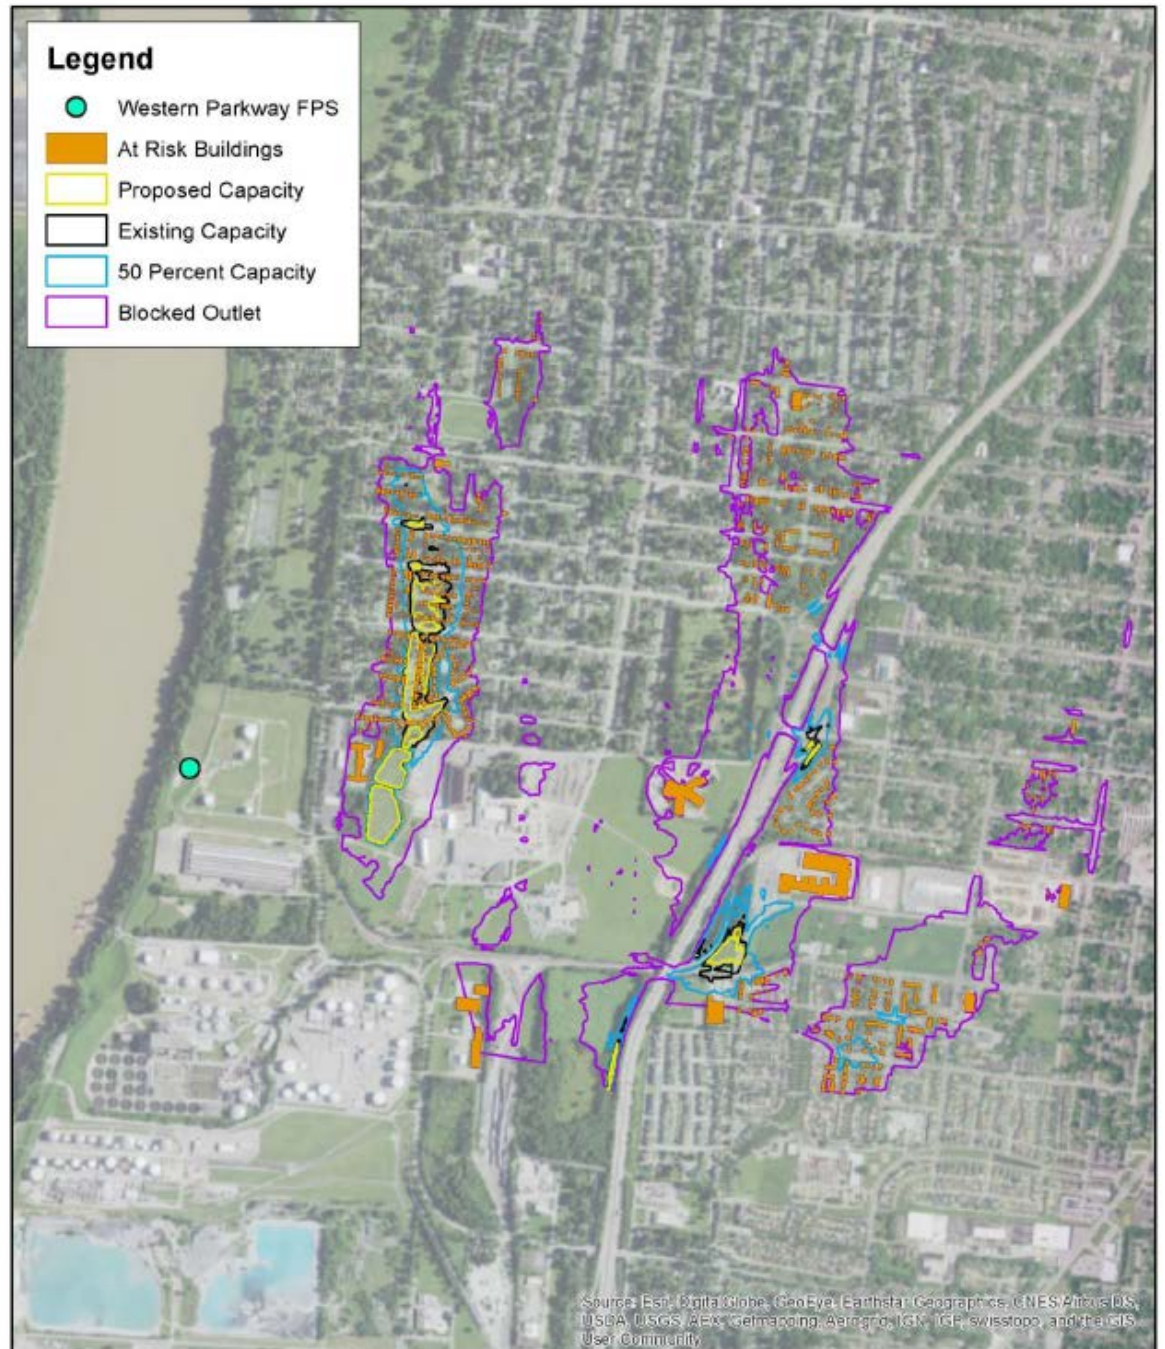 Legend
Western Parkway FPS
At Risk Buildings
Proposed Capacity
Existing Capacity
50 Percent Capacity
Blocked Outlet
Source: Esri, DigitalGlobe, GeoEye, Earthstar Geographics, CNES/Airbus DS,
USDA, USGS, AEX, Getmapping, Aerogrid, IGN, IGP, swisstopo, and the GIS
User Community